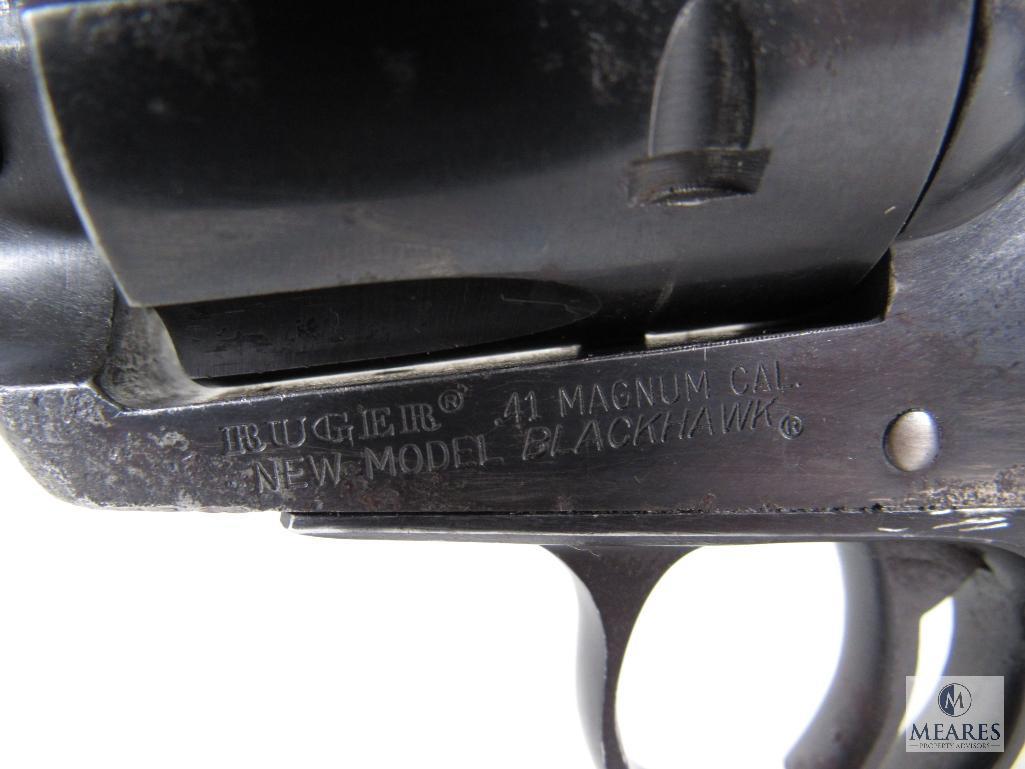 RUGER® .41 MAGNUM CAL.
NEW MODEL BLACKHAWK®
M
MEARES
PROPERTY ADVISORS